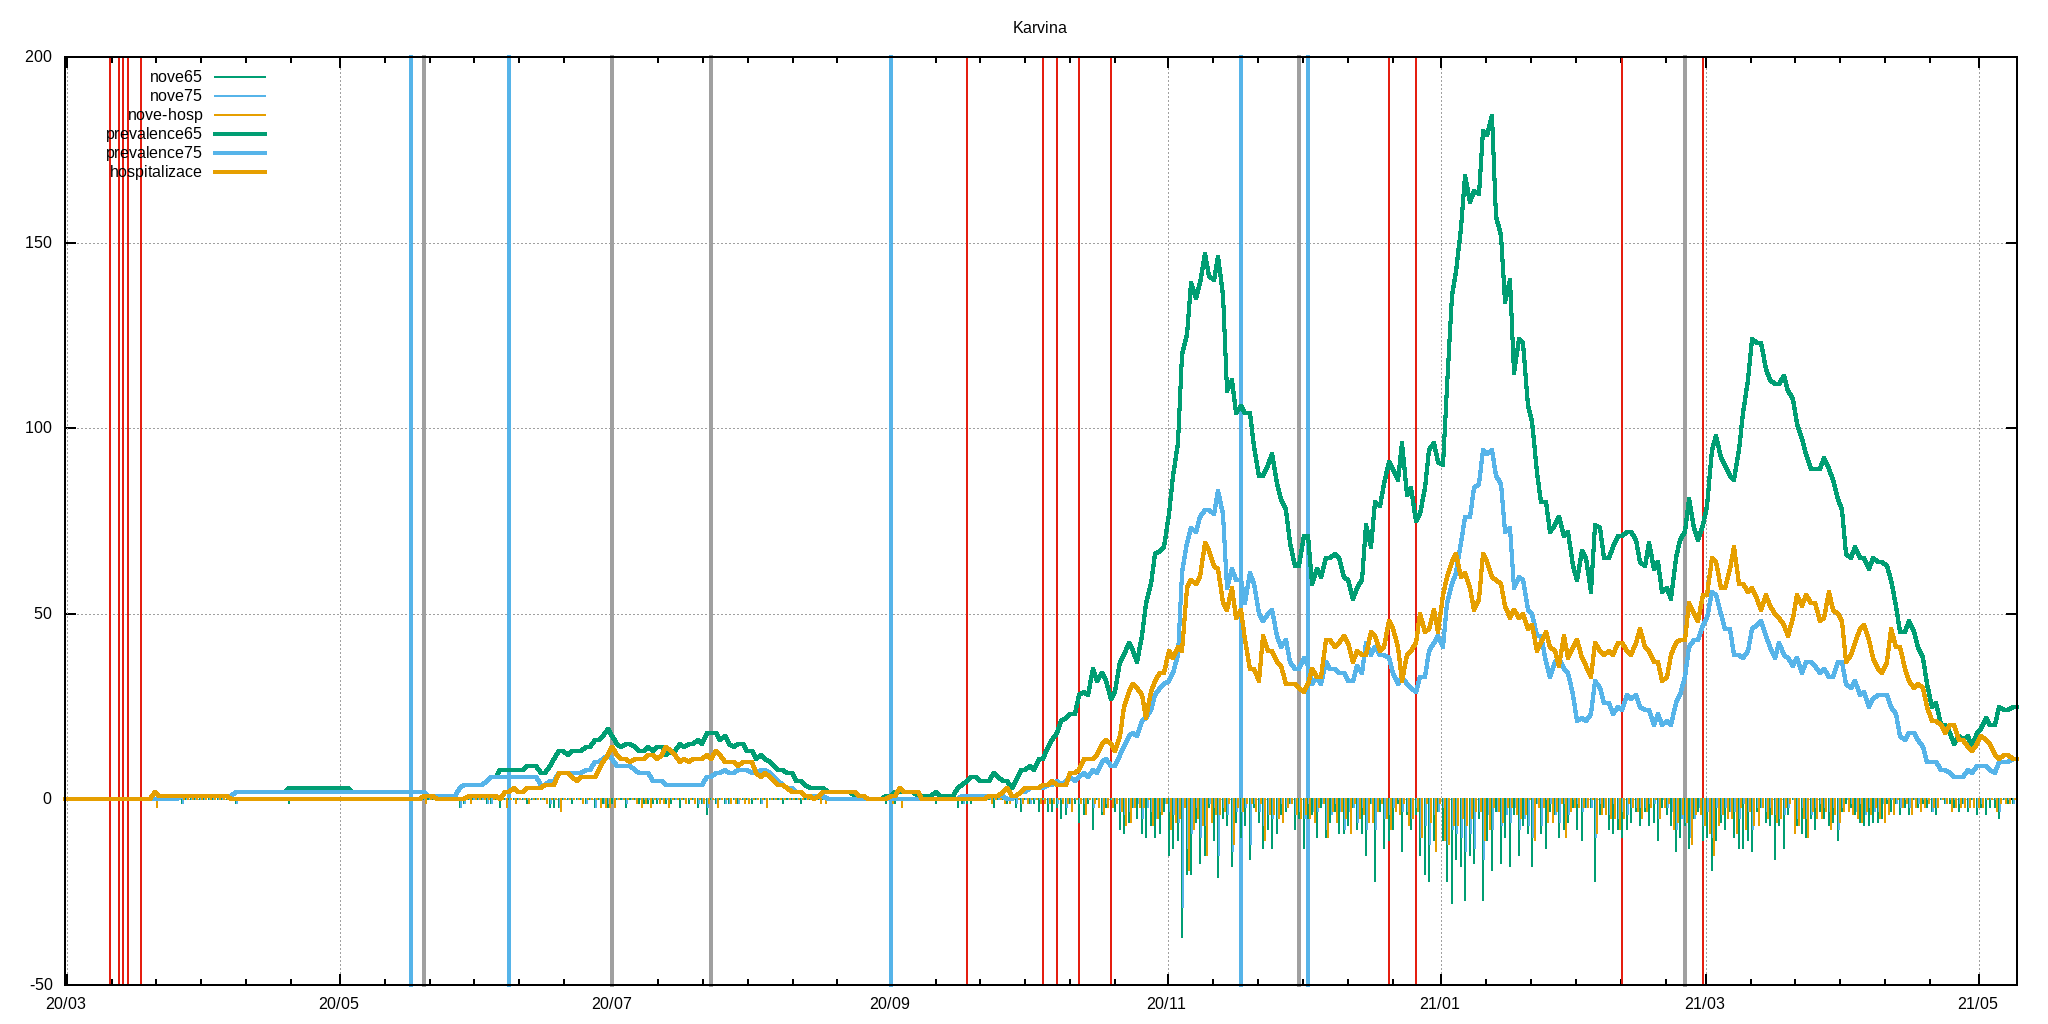 Karvina
200
150
100
50
0
-50
nove65
nove75
nove-hosp
prevalence65
prevalence75
hospitalizace
20/03 20/05 20/07 20/09 20/11 21/01 21/03 21/05